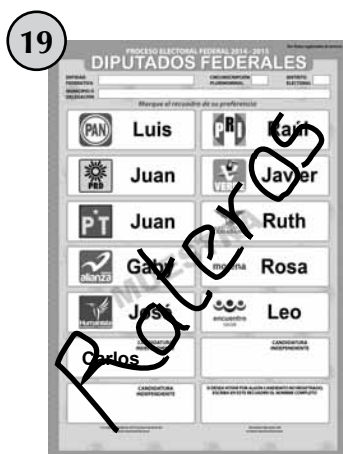 19
PROCESO ELECTORAL FEDERAL 2014 - 2015
DIPUTADOS FEDERALES
ENTIDAD FEDERATIVA
CIRCUNSCRIPCIÓN PLURINOMINAL
DISTRITO ELECTORAL
MUNICIPIO O DELEGACIÓN
Marque el recuadro de su preferencia
PAN Luis
PRI Raúl
PRD Juan
VERDE Javier
PT Juan
Ruth
alianza Gaby
morena Rosa
Humanista José
encuentro social Leo
Carlos
CANDIDATURA INDEPENDIENTE
CANDIDATURA INDEPENDIENTE
CANDIDATURA INDEPENDIENTE
SI DESEA VOTAR POR ALGÚN CANDIDATO NO REGISTRADO, ESCRIBA EN ESTE RECUADRO EL NOMBRE COMPLETO
MUESTRA
Rateros